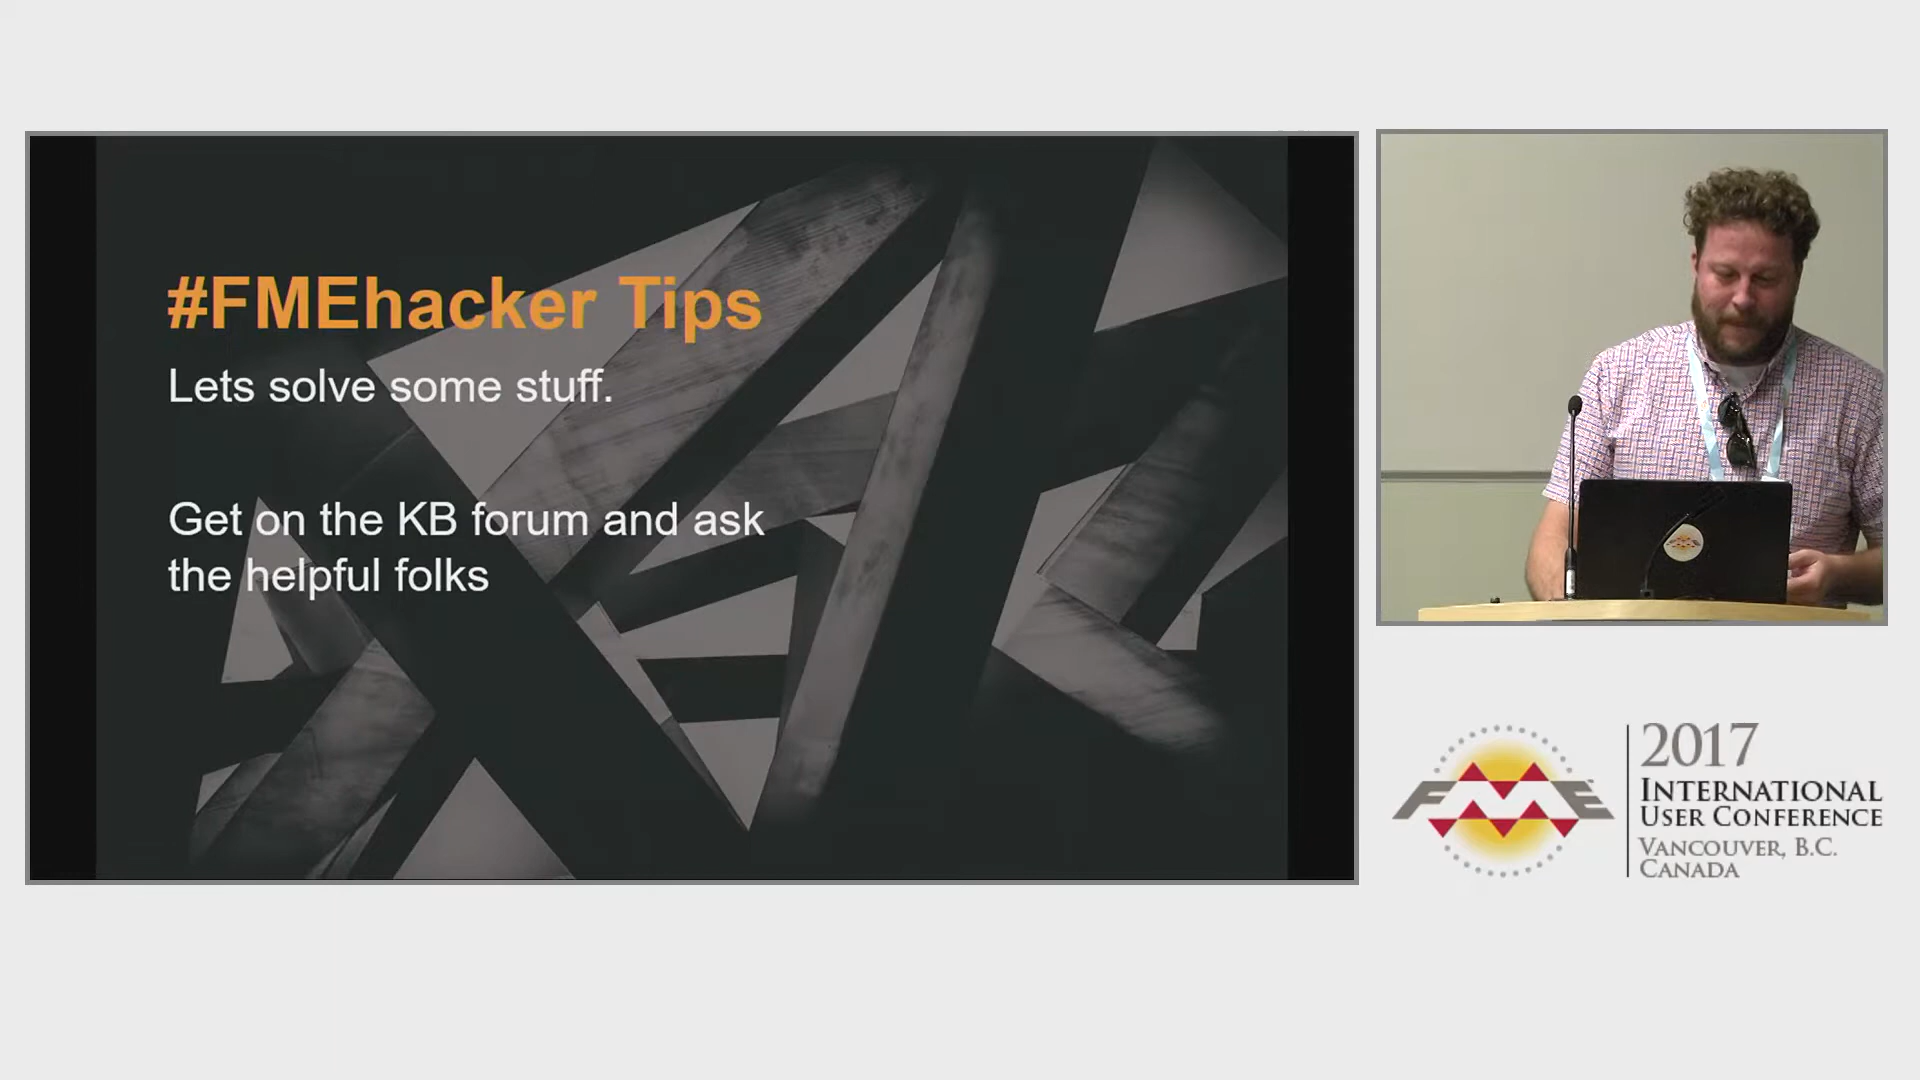 #FMEhacker Tips
Lets solve some stuff.
Get on the KB forum and ask
the helpful folks
FME
2017
INTERNATIONAL
USER CONFERENCE
VANCOUVER, B.C.
CANADA